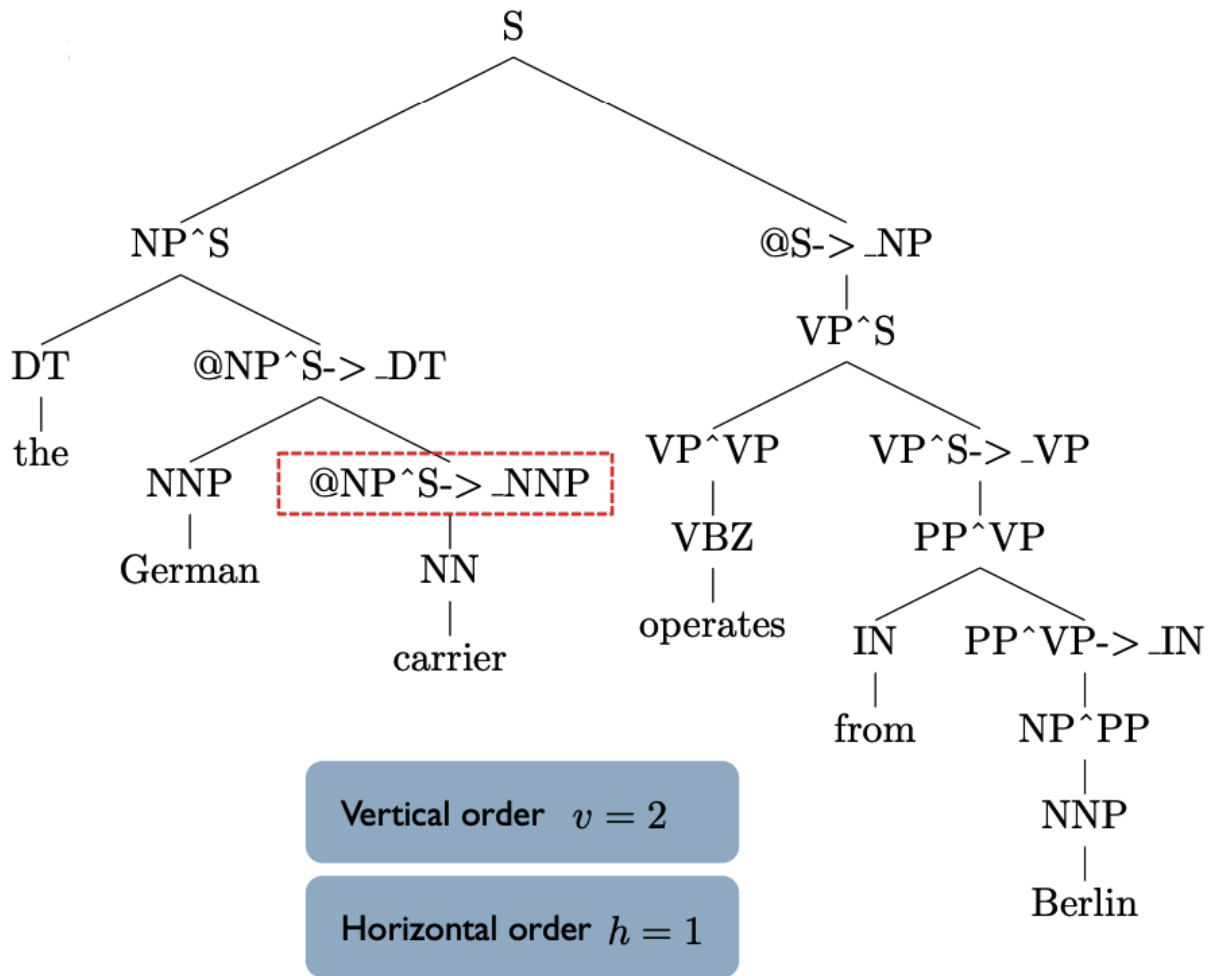 S
NP^S @S-> _NP
VP^S
DT @NP^S-> _DT
the VP^VP VP^S-> _VP
NNP @NP^S-> _NNP
VBZ PP^VP
German NN
operates IN PP^VP-> _IN
carrier
from NP^PP
Vertical order v = 2 NNP
Berlin
Horizontal order h = 1